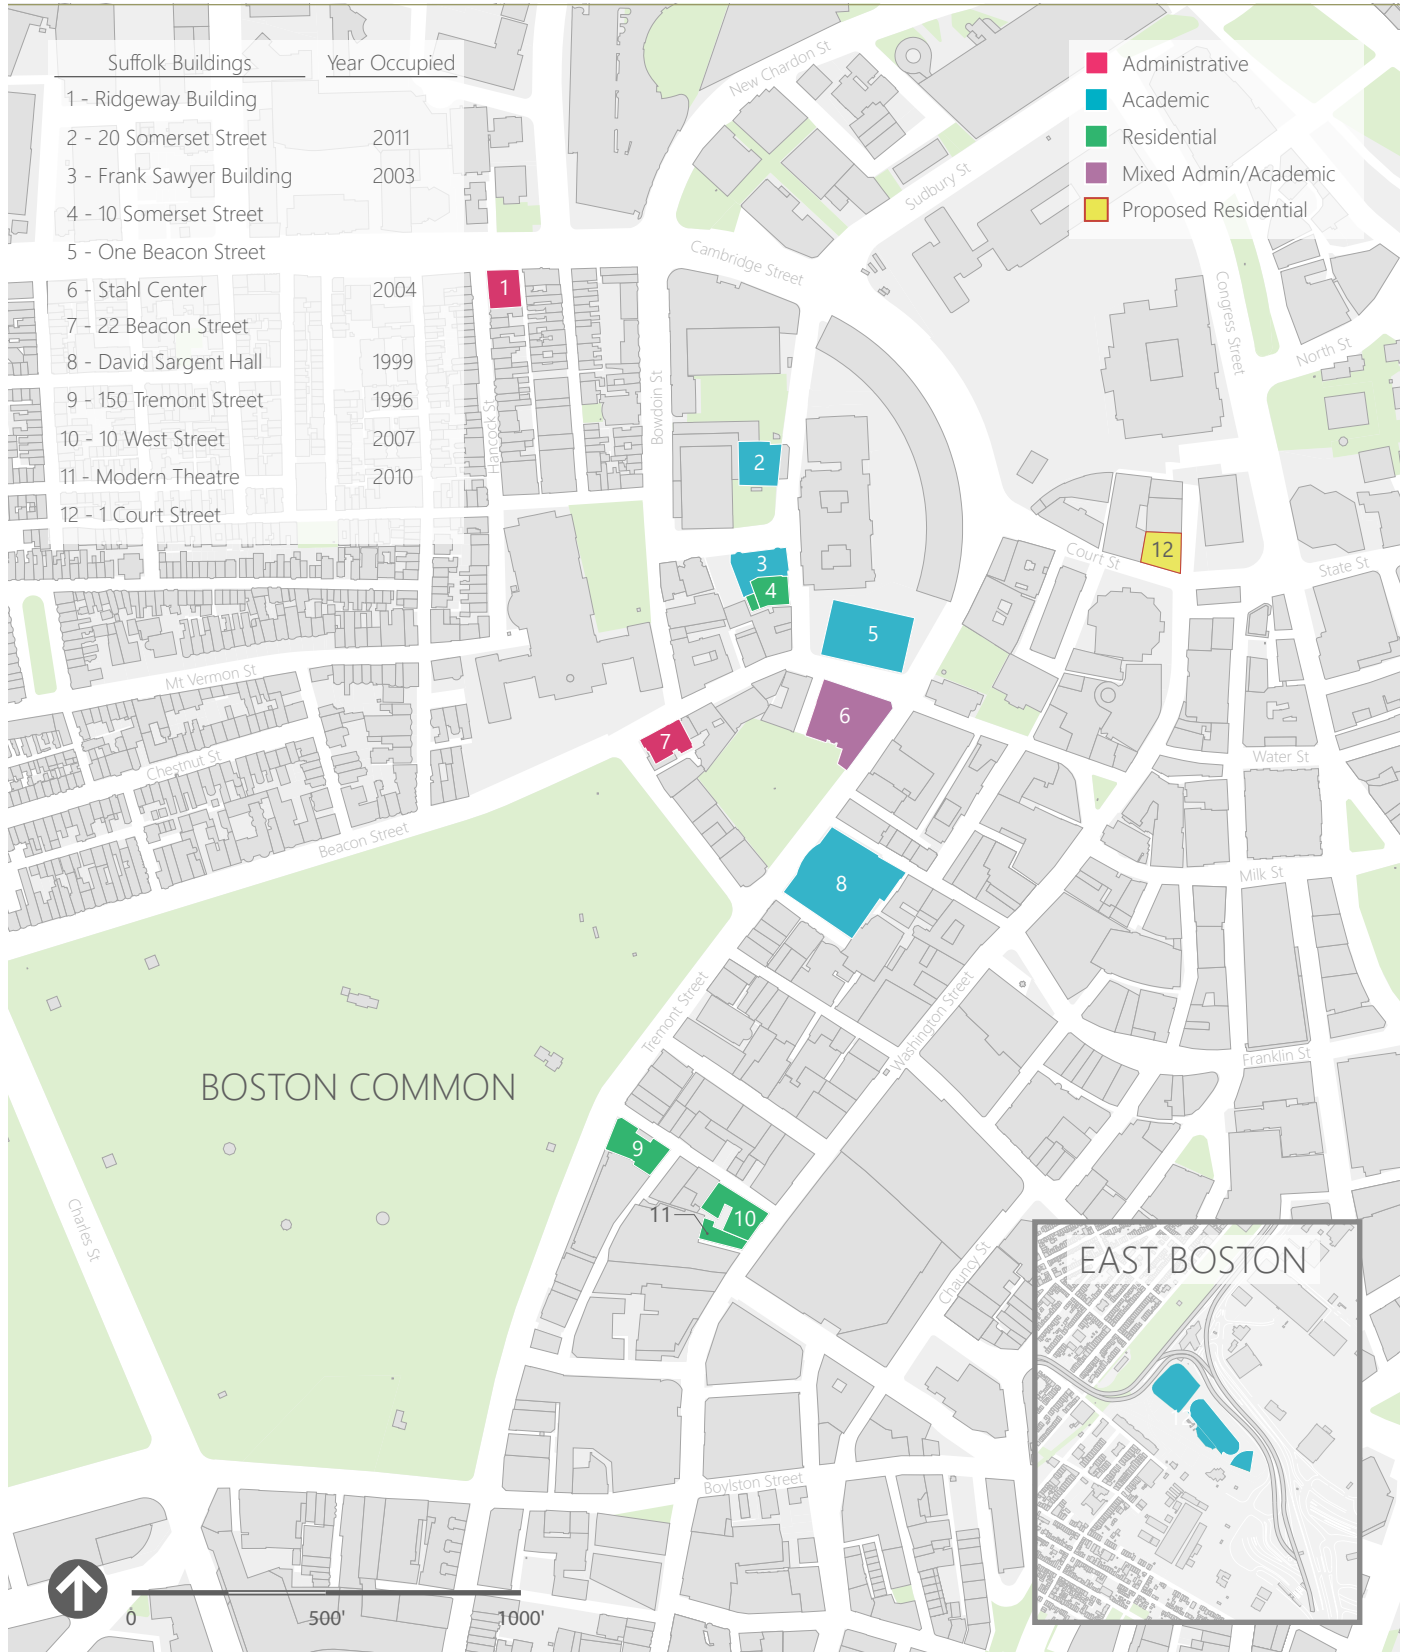 Suffolk Buildings Year Occupied
1 - Ridgeway Building
2 - 20 Somerset Street 2011
3 - Frank Sawyer Building 2003
4 - 10 Somerset Street
5 - One Beacon Street
6 - Stahl Center 2004
7 - 22 Beacon Street
8 - David Sargent Hall 1999
9 - 150 Tremont Street 1996
10 - 10 West Street 2007
11 - Modern Theatre 2010
12 - 1 Court Street
Administrative
Academic
Residential
Mixed Admin/Academic
Proposed Residential
New Chardon St
Sudbury St
Cambridge Street
Congress Street
North St
1
Hancock St
Bowdoin St
2
Court St
12
State St
3
4
5
Mt Vernon St
6
7
Chestnut St
Water St
Beacon Street
8
Milk St
Tremont Street
Washington Street
Franklin St
BOSTON COMMON
9
10
11
Charles St
Chauncy St
EAST BOSTON
Boylston Street
0 500' 1000'